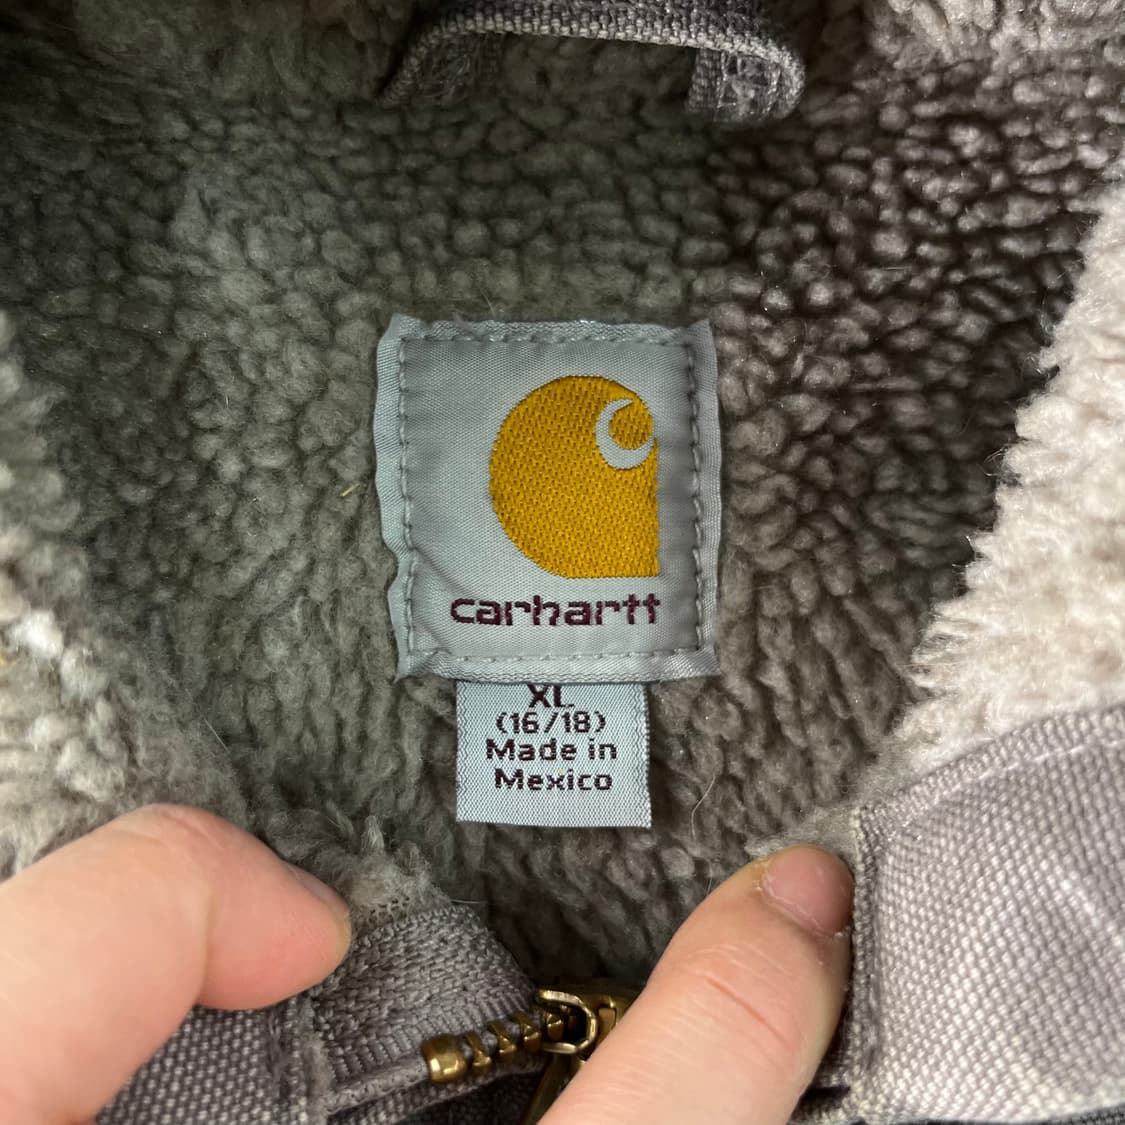 carhartt
XL
(16/18)
Made in
Mexico